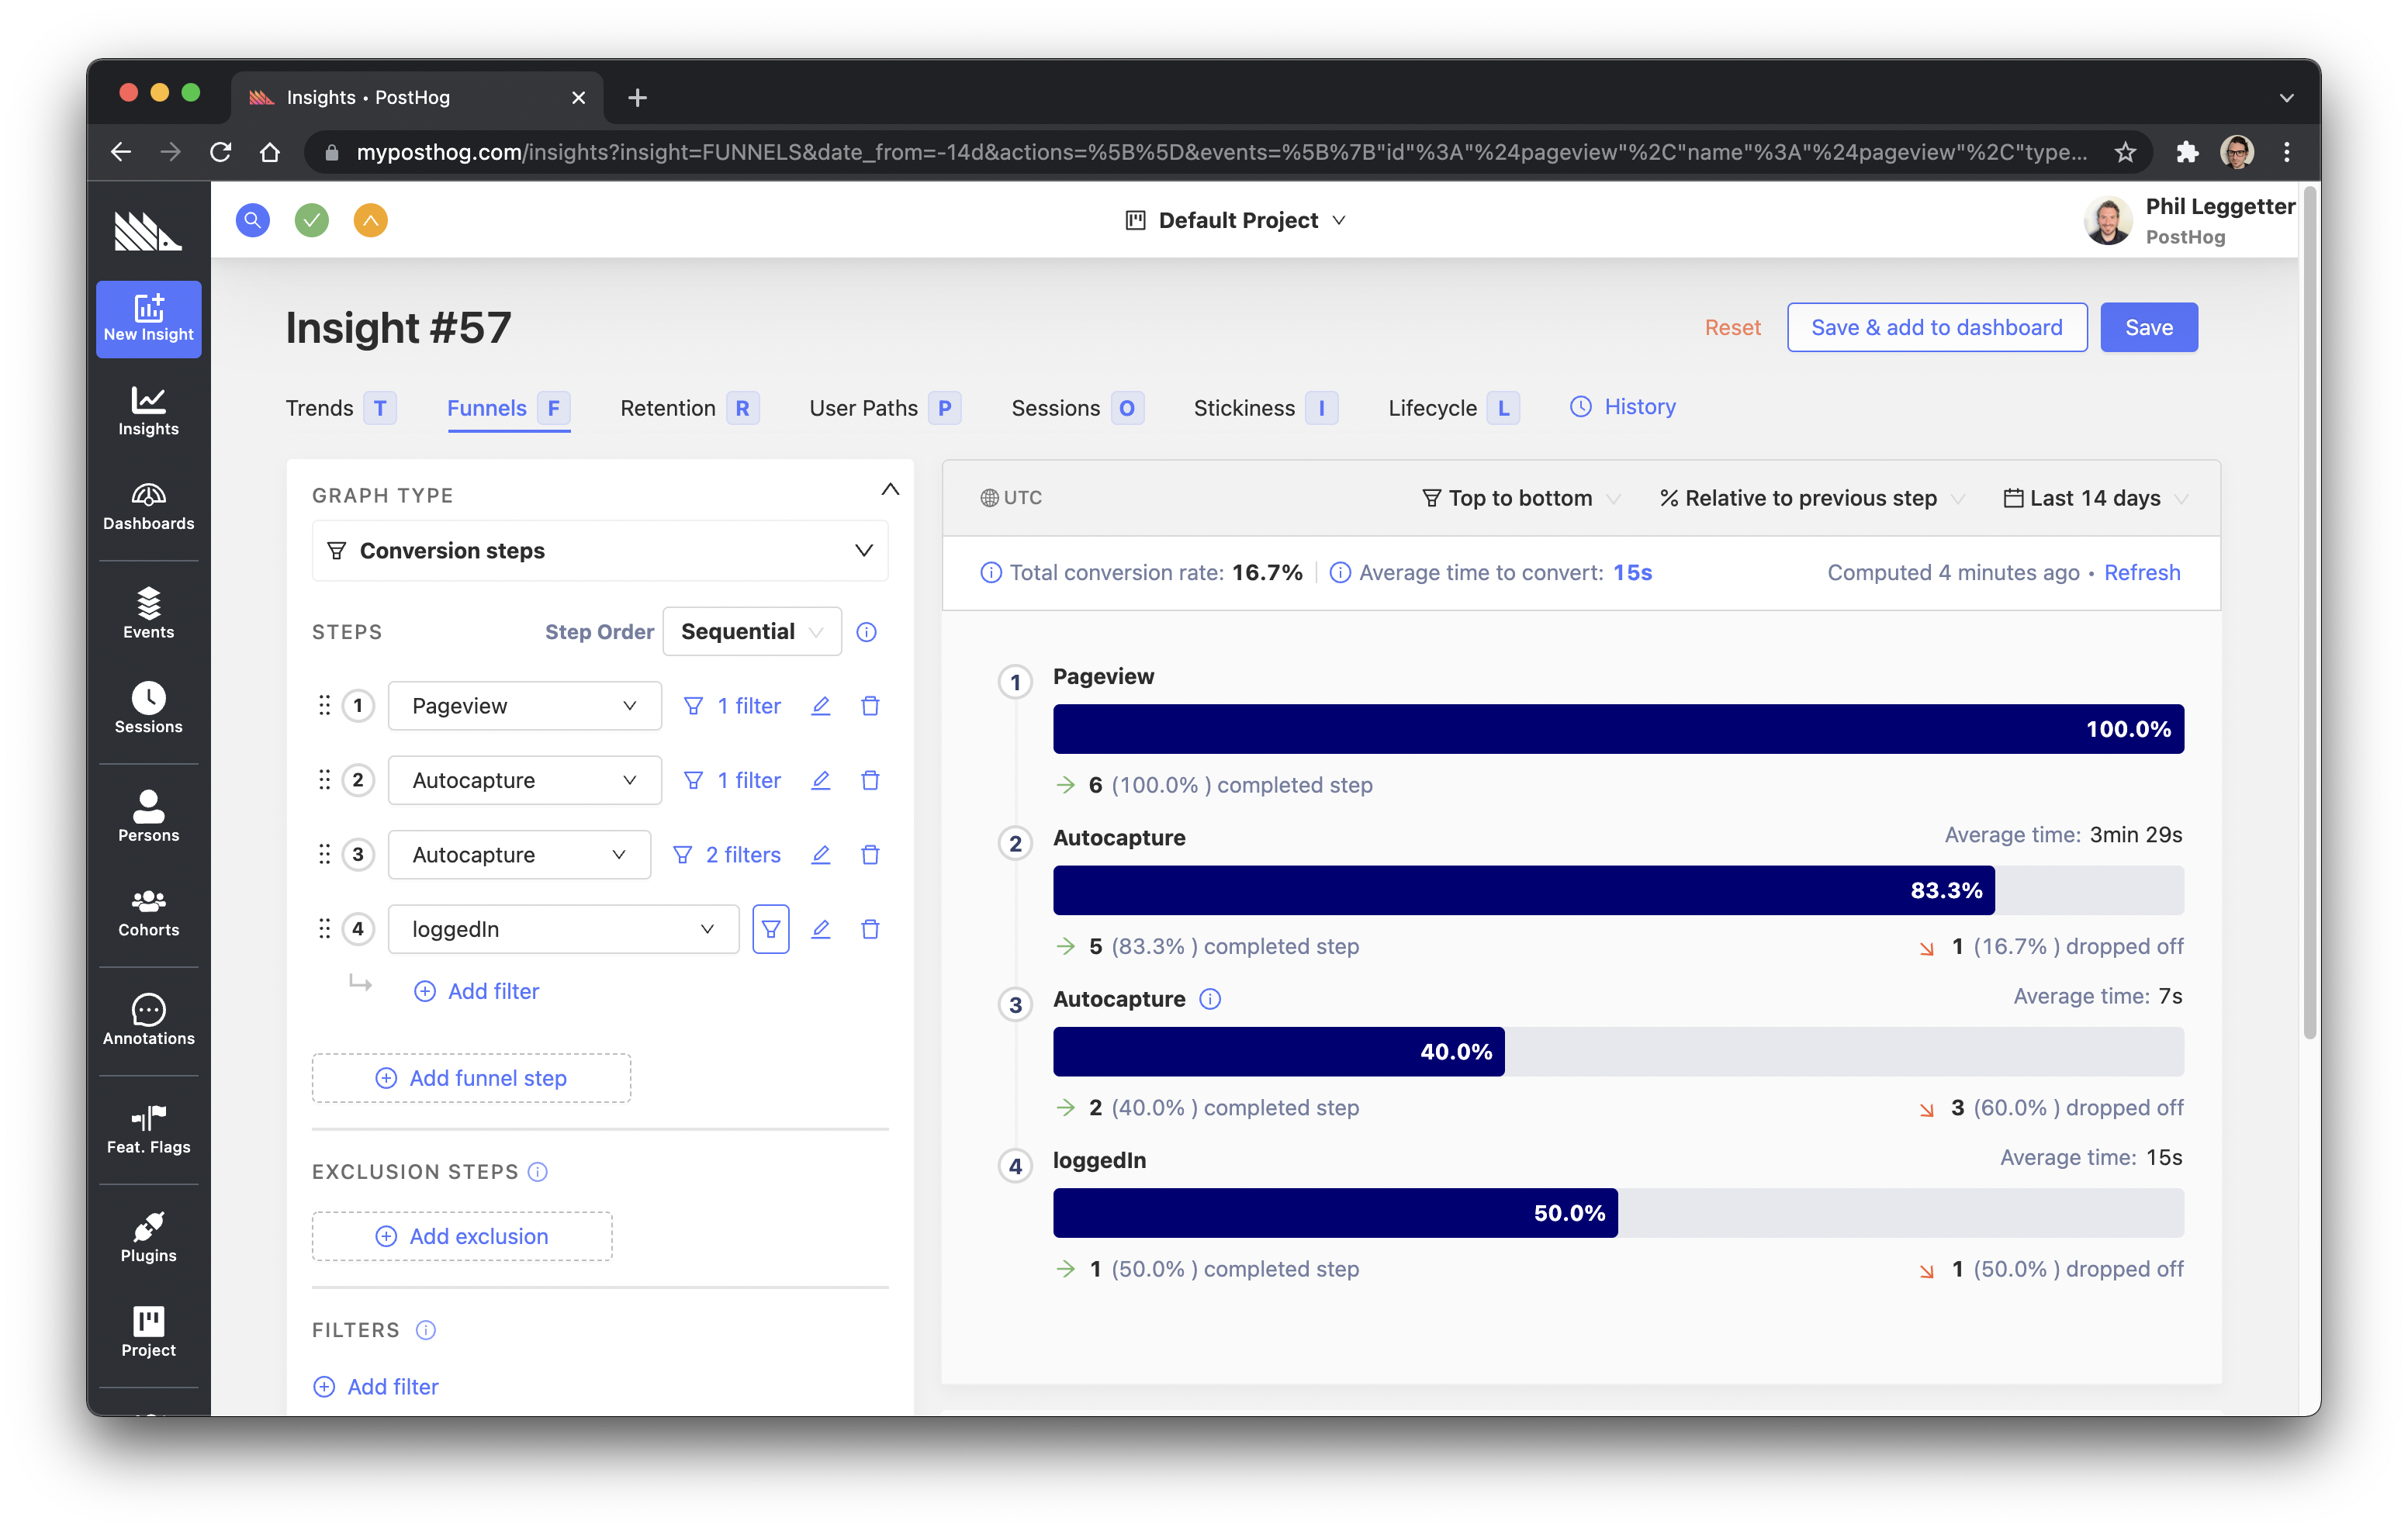 Insights • PostHog
myposthog.com/insights?insight=FUNNELS&date_from=-14d&actions=%5B%5D&events=%5B%7B"id"%3A"%24pageview"%2C"name"%3A"%24pageview"%2C"type...
Default Project
Phil Leggetter
PostHog
New Insight
Insights
Dashboards
Events
Sessions
Persons
Cohorts
Annotations
Feat. Flags
Plugins
Project
Insight #57
Reset
Save & add to dashboard
Save
Trends T
Funnels F
Retention R
User Paths P
Sessions O
Stickiness I
Lifecycle L
History
GRAPH TYPE
Conversion steps
STEPS
Step Order Sequential
1 Pageview 1 filter
2 Autocapture 1 filter
3 Autocapture 2 filters
4 loggedIn
Add filter
Add funnel step
EXCLUSION STEPS
Add exclusion
FILTERS
Add filter
UTC
Top to bottom
% Relative to previous step
Last 14 days
Total conversion rate: 16.7%
Average time to convert: 15s
Computed 4 minutes ago • Refresh
1 Pageview
100.0%
6 (100.0% ) completed step
2 Autocapture
Average time: 3min 29s
83.3%
5 (83.3% ) completed step
1 (16.7% ) dropped off
3 Autocapture
Average time: 7s
40.0%
2 (40.0% ) completed step
3 (60.0% ) dropped off
4 loggedIn
Average time: 15s
50.0%
1 (50.0% ) completed step
1 (50.0% ) dropped off